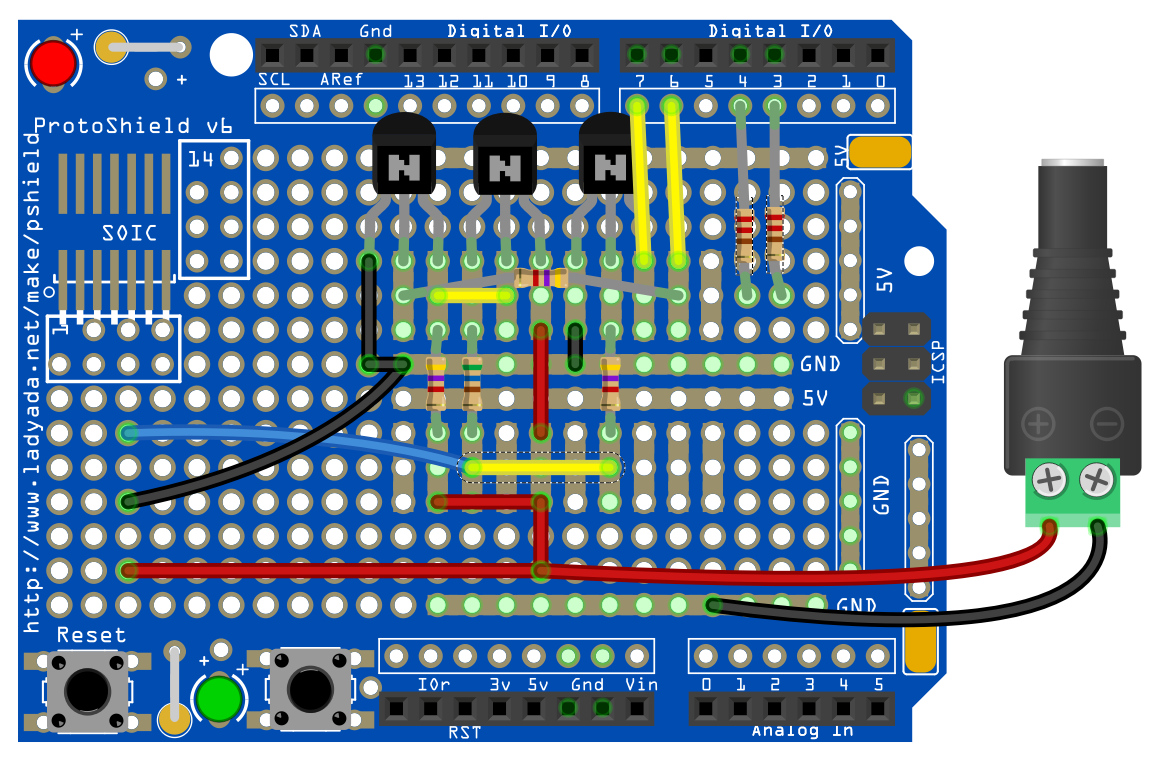 SDA Gnd Digital I/O Digital I/O
SCL ARef 13 12 11 10 9 8 7 6 5 4 3 2 1 0
ProtoShield v6
http://www.ladyada.net/make/pshield
14
SOIC
1
N N N
5V
5V
ICSP
GND
5V
GND
GND
Reset
IOr 3v 5v Gnd Vin 0 1 2 3 4 5
RST Analog In